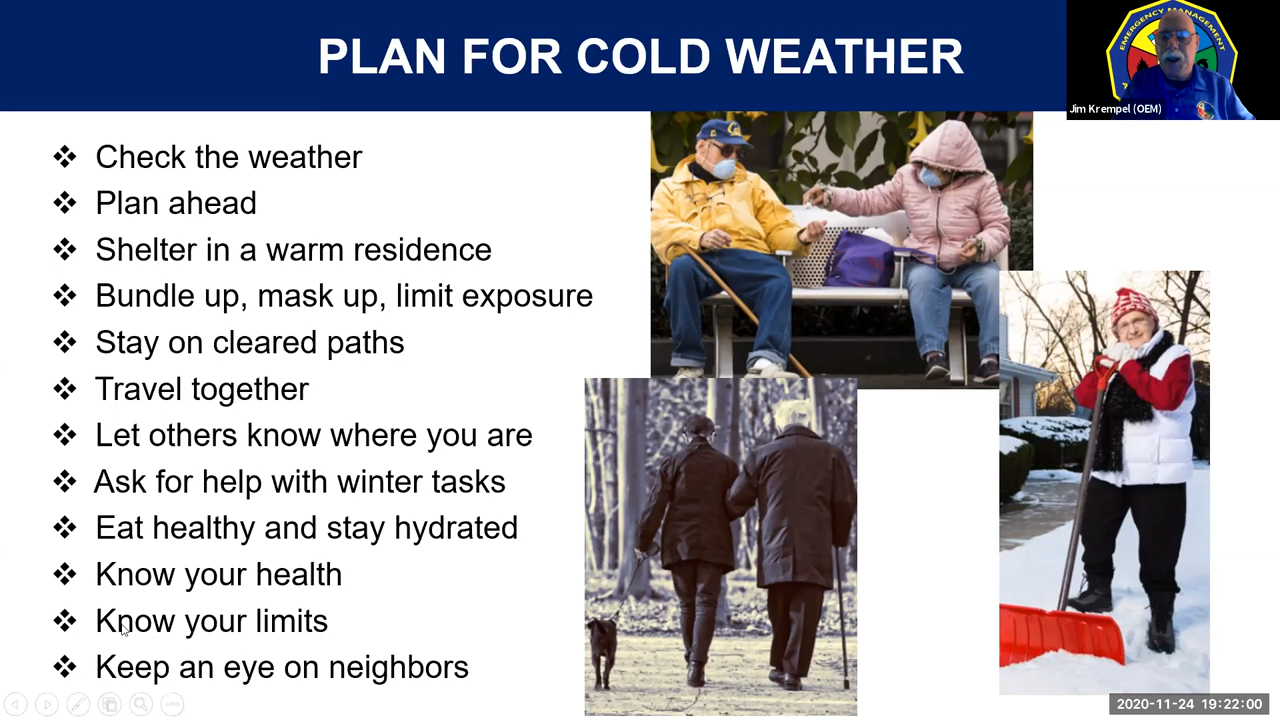 PLAN FOR COLD WEATHER
EMERGENCY MANAGEMENT
Jim Krempel (OEM)
❖ Check the weather
❖ Plan ahead
❖ Shelter in a warm residence
❖ Bundle up, mask up, limit exposure
❖ Stay on cleared paths
❖ Travel together
❖ Let others know where you are
❖ Ask for help with winter tasks
❖ Eat healthy and stay hydrated
❖ Know your health
❖ Know your limits
❖ Keep an eye on neighbors
2020-11-24 19:22:00